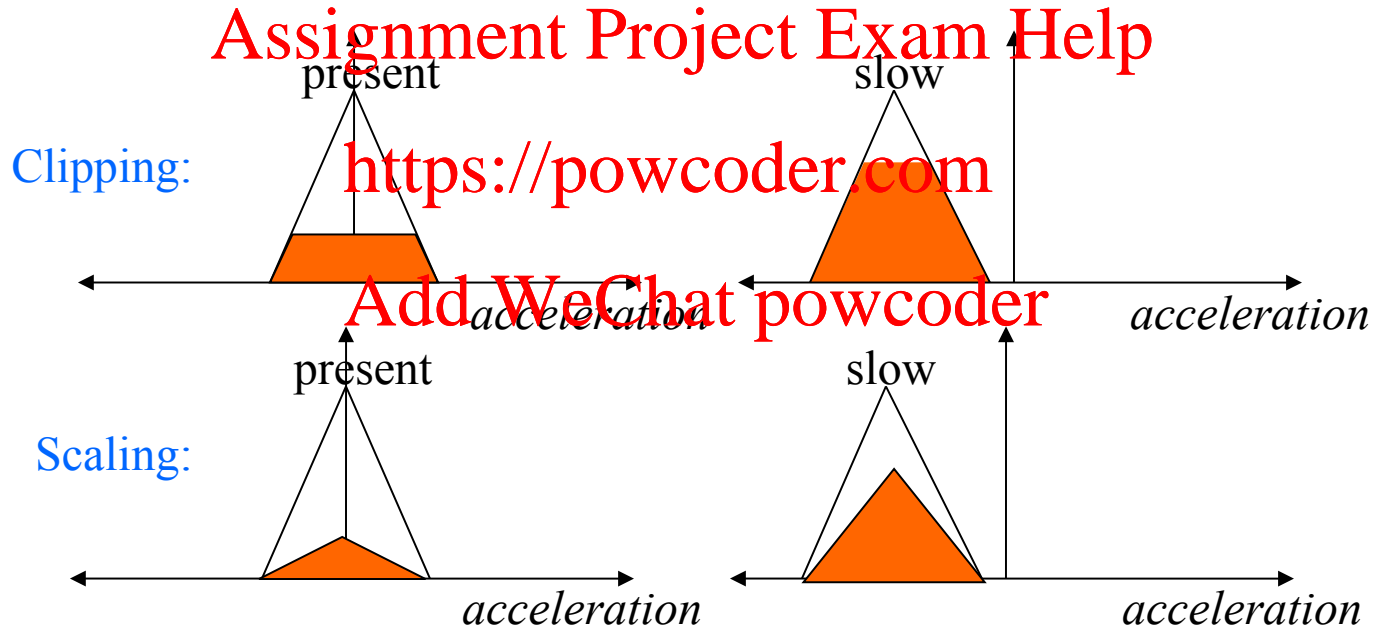 Assignment Project Exam Help
present
slow
Clipping:
https://powcoder.com
Add WeChat powcoder
acceleration
acceleration
present
slow
Scaling:
acceleration
acceleration